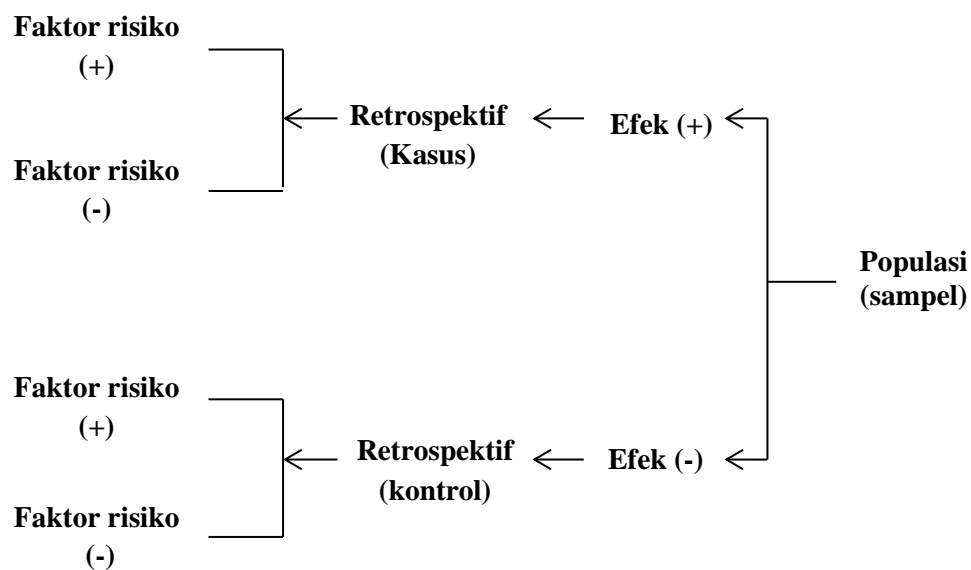 Faktor risiko
(+)
Retrospektif
(Kasus)
Efek (+)
Faktor risiko
(-)
Populasi
(sampel)
Faktor risiko
(+)
Retrospektif
(kontrol)
Efek (-)
Faktor risiko
(-)